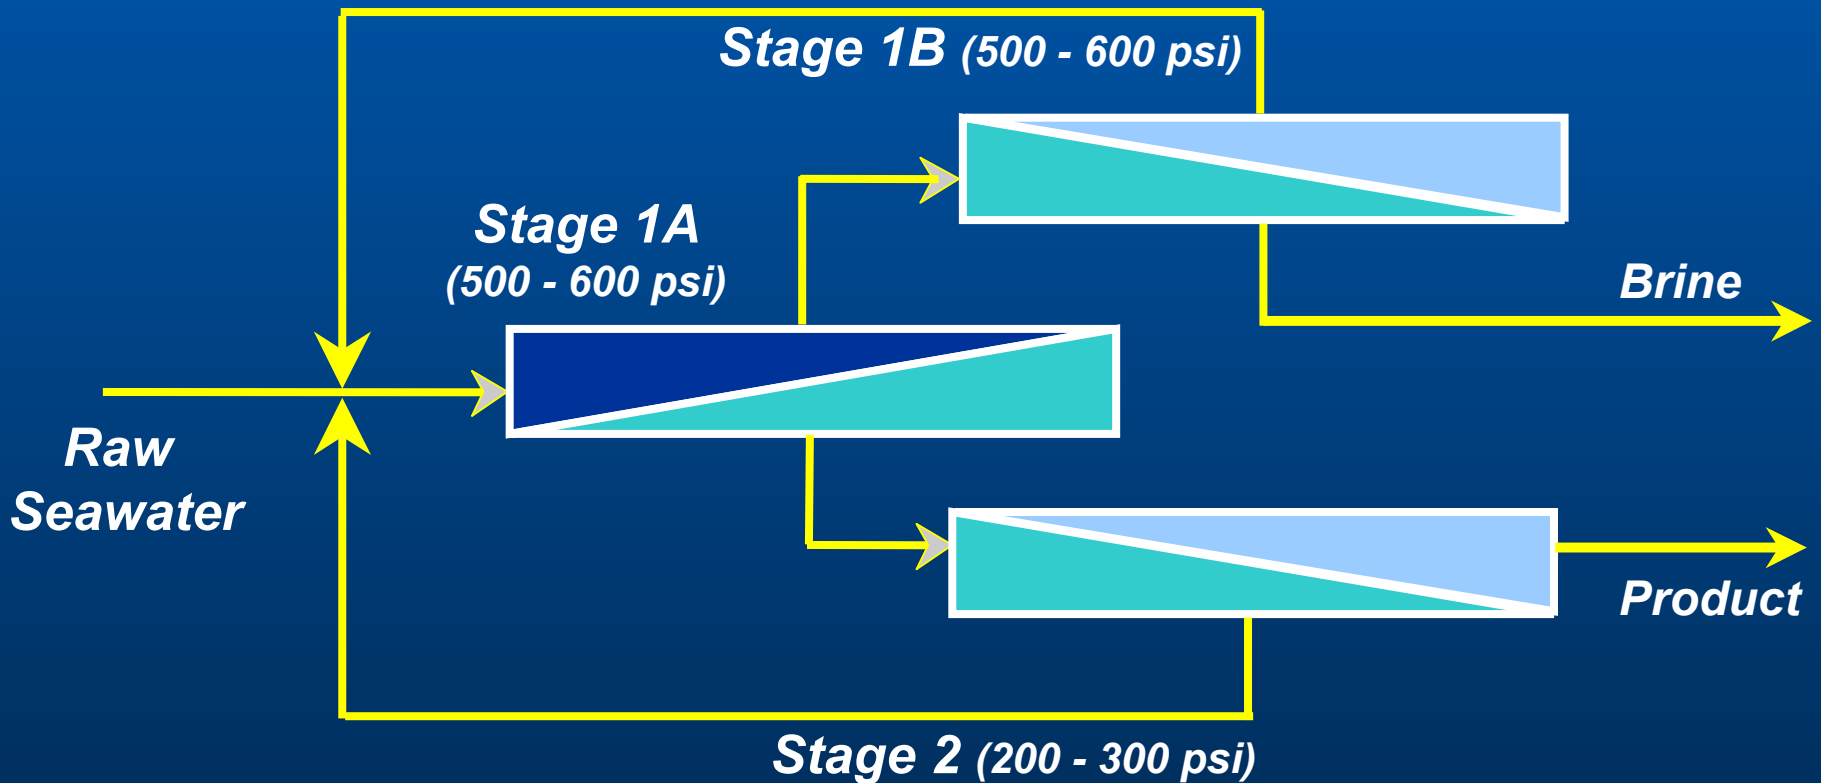 Stage 1B (500 - 600 psi)
Stage 1A
(500 - 600 psi)
Brine
Raw
Seawater
Product
Stage 2 (200 - 300 psi)